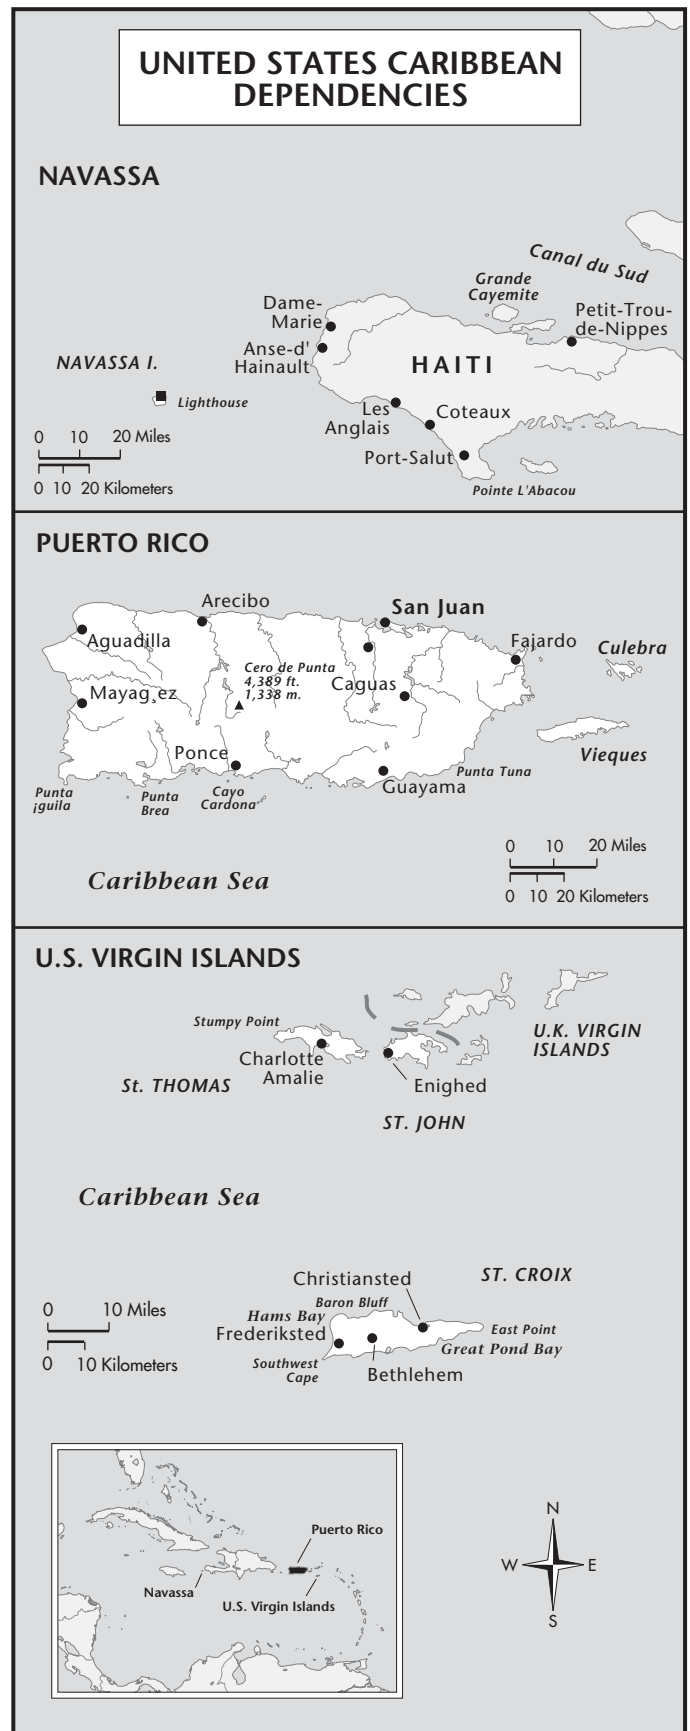 UNITED STATES CARIBBEAN
DEPENDENCIES
NAVASSA
Canal du Sud
Grande
Cayemite
Dame-
Marie
Petit-Trou-
de-Nippes
Anse-d'
Hainault
HAITI
NAVASSA I.
Lighthouse
Les
Anglais
Coteaux
0 10 20 Miles
Port-Salut
0 10 20 Kilometers
Pointe L'Abacou
PUERTO RICO
Arecibo
San Juan
Aguadilla
Fajardo
Culebra
Cero de Punta
4,389 ft.
1,338 m.
Caguas
Mayag¸ez
Ponce
Vieques
Punta Tuna
Guayama
Punta
¡guila
Punta
Brea
Cayo
Cardona
0 10 20 Miles
Caribbean Sea
0 10 20 Kilometers
U.S. VIRGIN ISLANDS
Stumpy Point
U.K. VIRGIN
ISLANDS
Charlotte
Amalie
St. THOMAS
Enighed
ST. JOHN
Caribbean Sea
Christiansted
ST. CROIX
Baron Bluff
0 10 Miles
Hams Bay
Frederiksted
East Point
Great Pond Bay
0 10 Kilometers
Southwest
Cape
Bethlehem
Puerto Rico
Navassa
U.S. Virgin Islands
N
W E
S